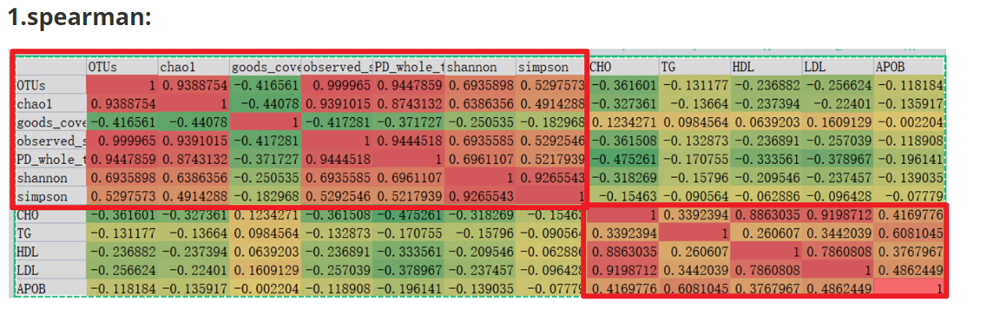 1.spearman:
OTUs chao1 goods_cove observed_s PD_whole_t shannon simpson CHO TG HDL LDL APOB
OTUs 1 0.9388754 -0.416561 0.999965 0.9447859 0.6935898 0.5297573 -0.361601 -0.131177 -0.236882 -0.256624 -0.118184
chao1 0.9388754 1 -0.44078 0.9391015 0.8743132 0.6386356 0.4914288 -0.327361 -0.13664 -0.237394 -0.22401 -0.135917
goods_cove -0.416561 -0.44078 1 -0.417281 -0.371727 -0.250535 -0.182968 0.1234271 0.0984564 0.0639203 0.1609129 -0.002204
observed_s 0.999965 0.9391015 -0.417281 1 0.9444518 0.6935585 0.5292546 -0.361508 -0.132873 -0.236891 -0.257039 -0.118908
PD_whole_t 0.9447859 0.8743132 -0.371727 0.9444518 1 0.6961107 0.5217939 -0.475261 -0.170755 -0.333561 -0.378967 -0.196141
shannon 0.6935898 0.6386356 -0.250535 0.6935585 0.6961107 1 0.9265543 -0.318269 -0.15796 -0.209546 -0.237457 -0.139035
simpson 0.5297573 0.4914288 -0.182968 0.5292546 0.5217939 0.9265543 1 -0.15463 -0.090564 -0.062886 -0.096428 -0.07779
CHO -0.361601 -0.327361 0.1234271 -0.361508 -0.475261 -0.318269 -0.15463 1 0.3392394 0.8863035 0.9198712 0.4169776
TG -0.131177 -0.13664 0.0984564 -0.132873 -0.170755 -0.15796 -0.090564 0.3392394 1 0.260607 0.3442039 0.6081045
HDL -0.236882 -0.237394 0.0639203 -0.236891 -0.333561 -0.209546 -0.062886 0.8863035 0.260607 1 0.7860808 0.3767967
LDL -0.256624 -0.22401 0.1609129 -0.257039 -0.378967 -0.237457 -0.096428 0.9198712 0.3442039 0.7860808 1 0.4862449
APOB -0.118184 -0.135917 -0.002204 -0.118908 -0.196141 -0.139035 -0.07779 0.4169776 0.6081045 0.3767967 0.4862449 1